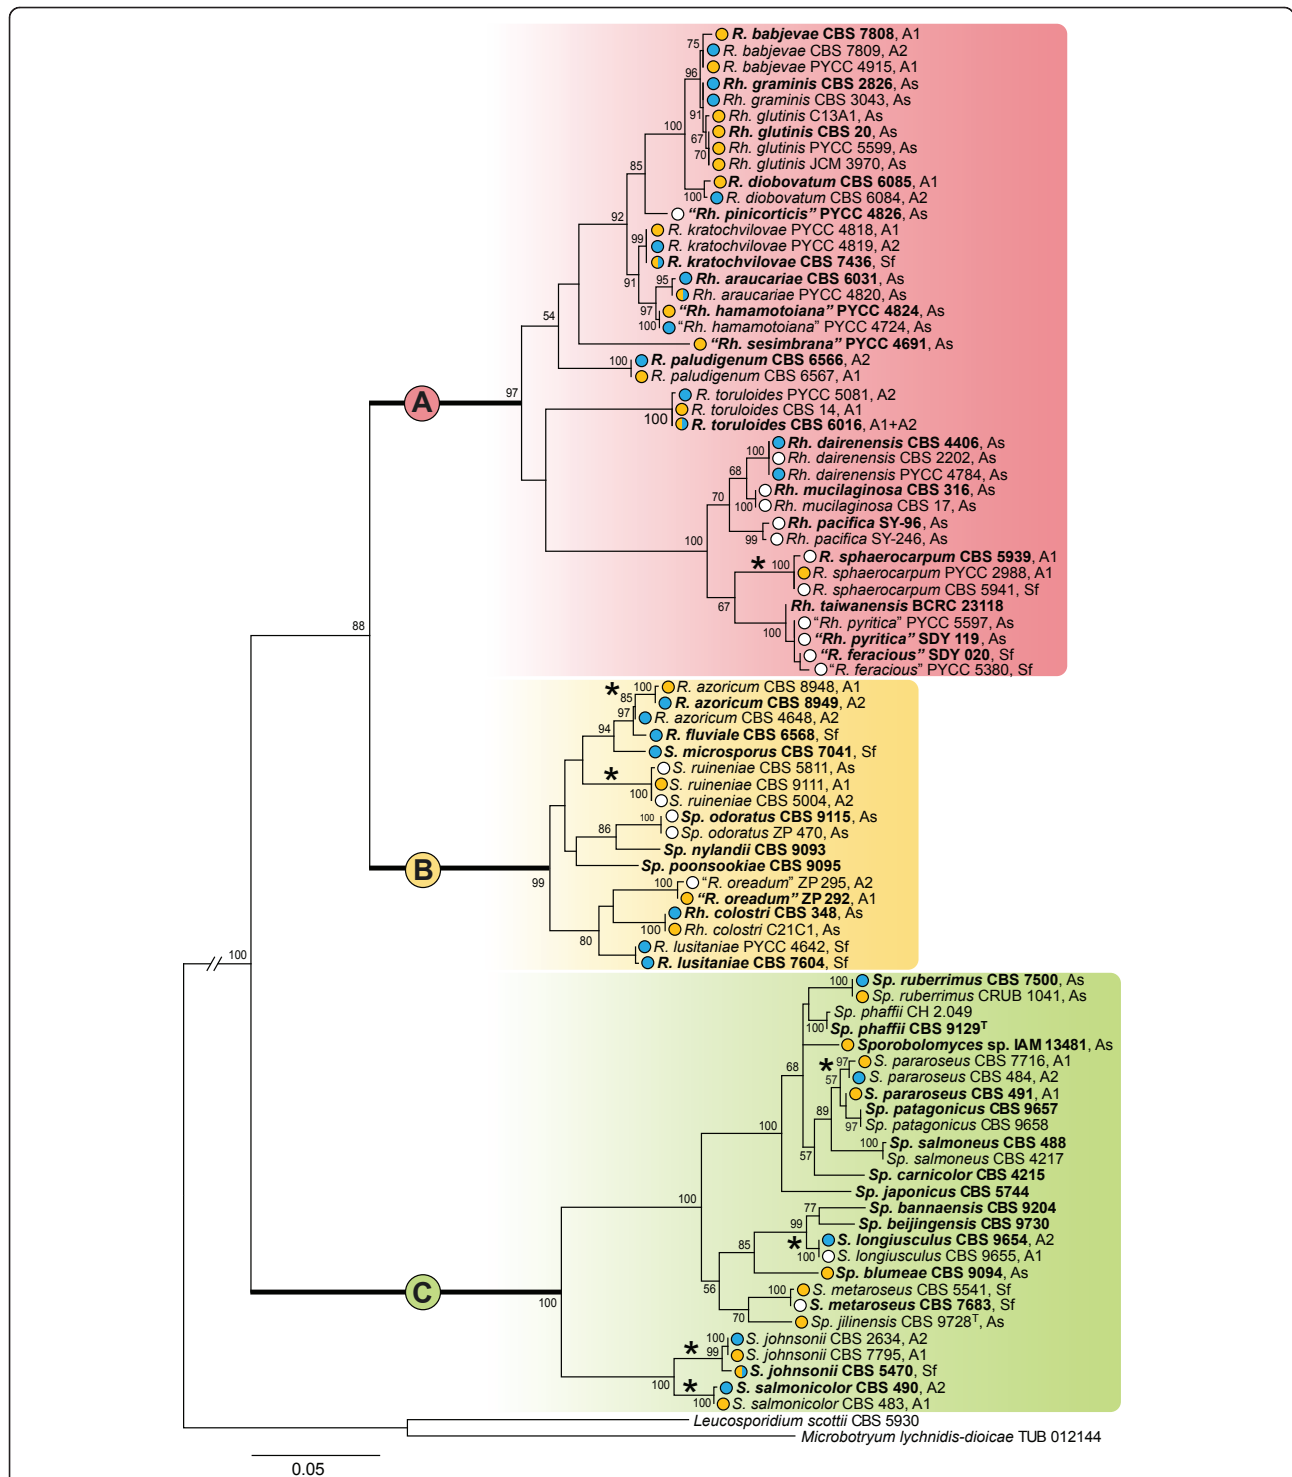 R. babjevae CBS 7808, A1
75
R. babjevae CBS 7809, A2
R. babjevae PYCC 4915, A1
96
Rh. graminis CBS 2826, As
Rh. graminis CBS 3043, As
91
Rh. glutinis C13A1, As
100
Rh. glutinis CBS 20, As
67
Rh. glutinis PYCC 5599, As
70
Rh. glutinis JCM 3970, As
85
R. diobovatum CBS 6085, A1
100
R. diobovatum CBS 6084, A2
"Rh. pinicorticis" PYCC 4826, As
92
R. kratochvilovae PYCC 4818, A1
99
R. kratochvilovae PYCC 4819, A2
R. kratochvilovae CBS 7436, Sf
91
95
Rh. araucariae CBS 6031, As
Rh. araucariae PYCC 4820, As
97
"Rh. hamamotoiana" PYCC 4824, As
100
"Rh. hamamotoiana" PYCC 4724, As
54
"Rh. sesimbrana" PYCC 4691, As
100
R. paludigenum CBS 6566, A2
R. paludigenum CBS 6567, A1
A
97
R. toruloides PYCC 5081, A2
R. toruloides CBS 14, A1
100
R. toruloides CBS 6016, A1+A2
Rh. dairenensis CBS 4406, As
100
Rh. dairenensis CBS 2202, As
68
Rh. dairenensis PYCC 4784, As
Rh. mucilaginosa CBS 316, As
70
100
Rh. mucilaginosa CBS 17, As
Rh. pacifica SY-96, As
99
Rh. pacifica SY-246, As
100
R. sphaerocarpum CBS 5939, A1
*
100
R. sphaerocarpum PYCC 2988, A1
R. sphaerocarpum CBS 5941, Sf
67
Rh. taiwanensis BCRC 23118
"Rh. pyritica" PYCC 5597, As
100
"Rh. pyritica" SDY 119, As
"R. feracious" SDY 020, Sf
"R. feracious" PYCC 5380, Sf
88
*
100
R. azoricum CBS 8948, A1
85
R. azoricum CBS 8949, A2
97
R. azoricum CBS 4648, A2
94
R. fluviale CBS 6568, Sf
S. microsporus CBS 7041, Sf
*
S. ruineniae CBS 5811, As
S. ruineniae CBS 9111, A1
100
S. ruineniae CBS 5004, A2
100
Sp. odoratus CBS 9115, As
86
Sp. odoratus ZP 470, As
Sp. nylandii CBS 9093
Sp. poonsookiae CBS 9095
B
99
100
"R. oreadum" ZP 295, A2
"R. oreadum" ZP 292, A1
Rh. colostri CBS 348, As
100
Rh. colostri C21C1, As
80
R. lusitaniae PYCC 4642, Sf
R. lusitaniae CBS 7604, Sf
100
100
Sp. ruberrimus CBS 7500, As
Sp. ruberrimus CRUB 1041, As
Sp. phaffii CH 2.049
100
Sp. phaffii CBS 9129T
Sporobolomyces sp. IAM 13481, As
68
*
97
S. pararoseus CBS 7716, A1
57
S. pararoseus CBS 484, A2
S. pararoseus CBS 491, A1
89
Sp. patagonicus CBS 9657
97
Sp. patagonicus CBS 9658
100
100
Sp. salmoneus CBS 488
57
Sp. salmoneus CBS 4217
Sp. carnicolor CBS 4215
Sp. japonicus CBS 5744
100
77
Sp. bannaensis CBS 9204
99
Sp. beijingensis CBS 9730
85
*
S. longiusculus CBS 9654, A2
100
S. longiusculus CBS 9655, A1
Sp. blumeae CBS 9094, As
56
100
S. metaroseus CBS 5541, Sf
S. metaroseus CBS 7683, Sf
70
Sp. jilinensis CBS 9728T, As
C
100
*
100
S. johnsonii CBS 2634, A2
99
S. johnsonii CBS 7795, A1
S. johnsonii CBS 5470, Sf
100
*
S. salmonicolor CBS 490, A2
100
S. salmonicolor CBS 483, A1
Leucosporidium scottii CBS 5930
Microbotryum lychnidis-dioicae TUB 012144
0.05